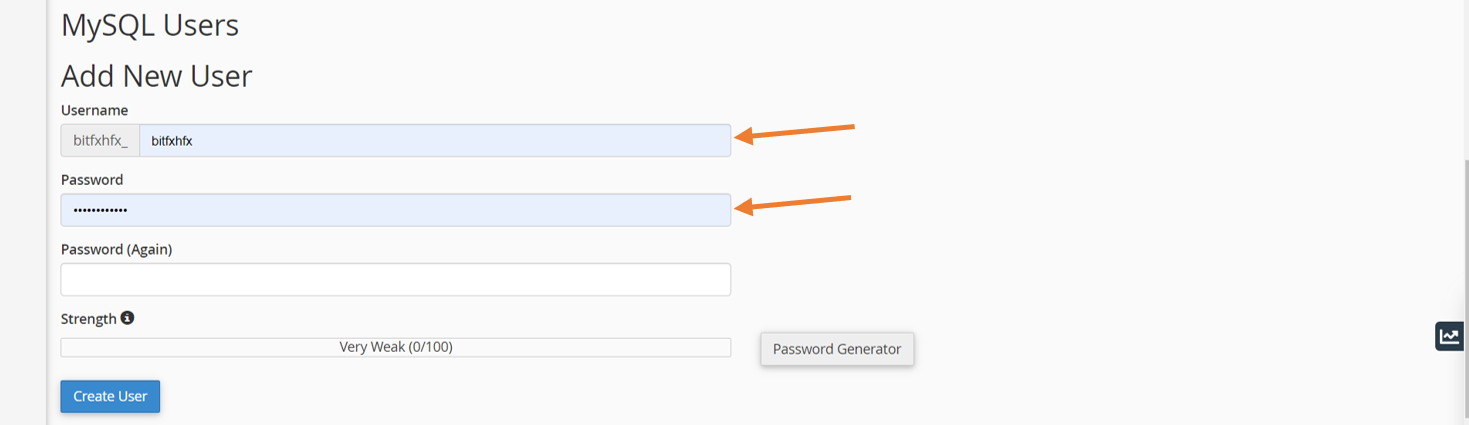 MySQL Users
Add New User
Username
bitfxhfx_ bitfxhfx
Password
••••••••••••
Password (Again)
Strength
Very Weak (0/100)
Password Generator
Create User